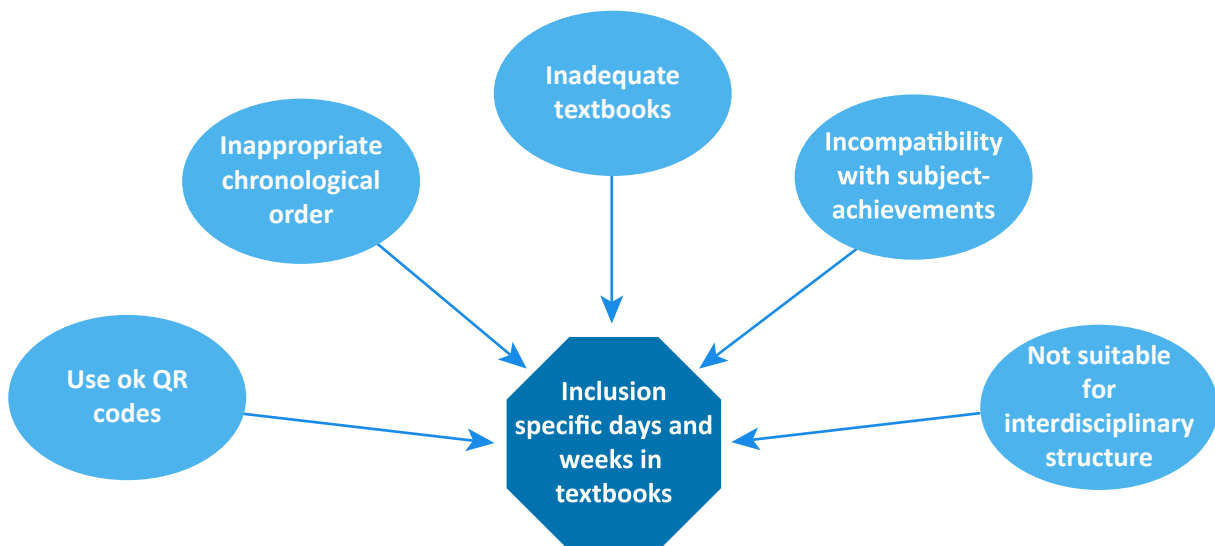 Inadequate
textbooks
Inappropriate
chronological
order
Incompatibility
with subject-
achievements
Use ok QR
codes
Inclusion
specific days and
weeks in
textbooks
Not suitable
for
interdisciplinary
structure